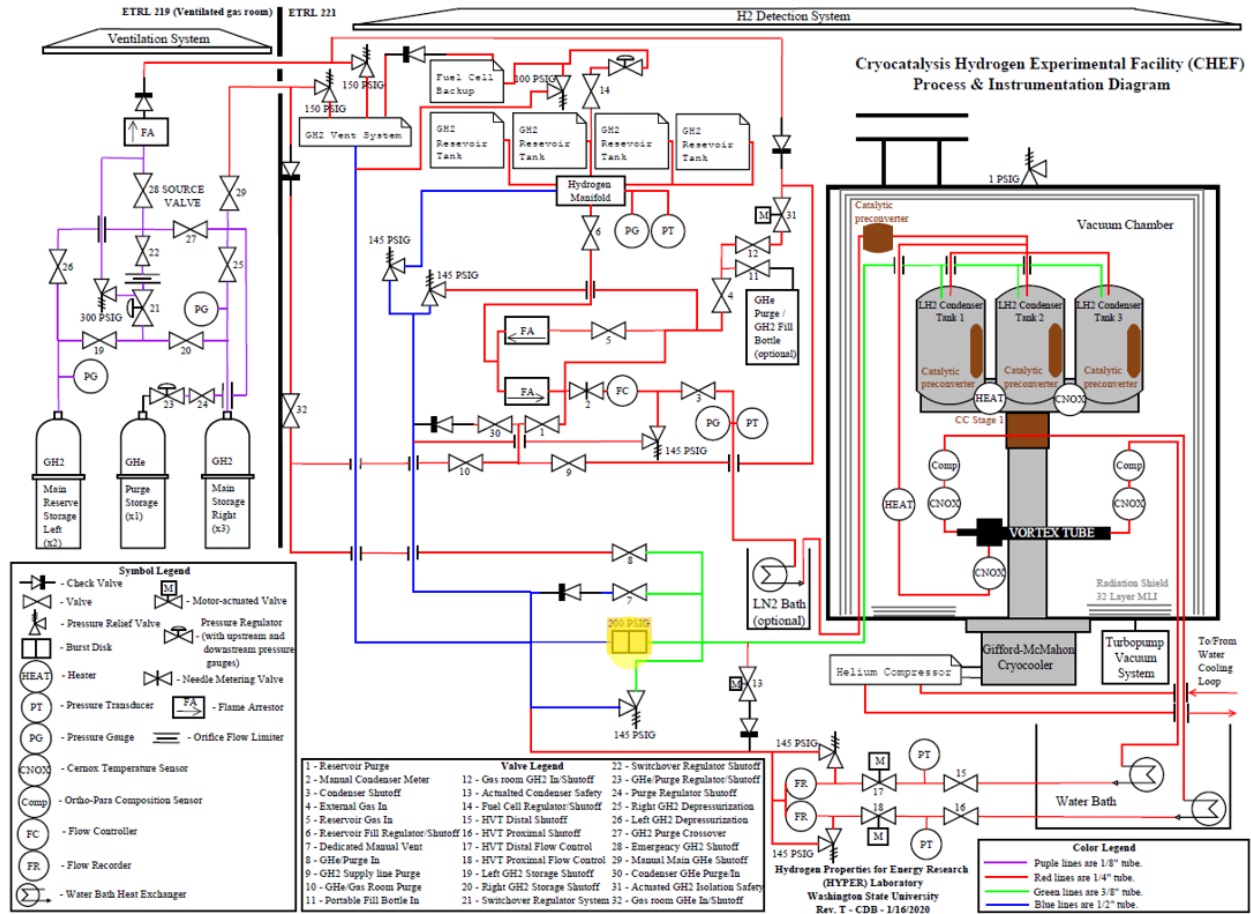 ETRL 219 (Ventilated gas room)
ETRL 221
H2 Detection System
Ventilation System
Cryocatalysis Hydrogen Experimental Facility (CHEF)
Process & Instrumentation Diagram
150 PSIG
150 PSIG
Fuel Cell
Backup
100 PSIG
14
FA
GH2 Vent System
GH2
Resevoir
Tank
GH2
Resevoir
Tank
GH2
Resevoir
Tank
GH2
Resevoir
Tank
1 PSIG
28 SOURCE
VALVE
29
Hydrogen
Manifold
M
31
Catalytic
preconverter
Vacuum Chamber
27
26
22
25
6
PG
PT
12
11
145 PSIG
145 PSIG
4
300 PSIG
21
PG
19
20
PG
23
24
FA
5
GHe
Purge /
GH2 Fill
Bottle
(optional)
LH2 Condenser
Tank 1
LH2 Condenser
Tank 2
LH2 Condenser
Tank 3
Catalytic
preconverter
Catalytic
preconverter
Catalytic
preconverter
HEAT
CNOX
CC Stage 1
32
FA
2
FC
3
30
1
PG
PT
145 PSIG
10
9
GH2
Main
Reserve
Storage
Left
(x2)
GHe
Purge
Storage
(x1)
GH2
Main
Storage
Right
(x3)
Comp
CNOX
HEAT
Comp
CNOX
VORTEX TUBE
CNOX
8
7
LN2 Bath
(optional)
Radiation Shield
32 Layer MLI
200 PSIG
M
13
145 PSIG
Gifford-McMahon
Cryocooler
Helium Compressor
Turbopump
Vacuum
System
To/From
Water
Cooling
Loop
Symbol Legend
- Check Valve
- Valve
M
- Motor-actuated Valve
- Pressure Relief Valve
Pressure Regulator
- (with upstream and
downstream pressure
gauges)
- Burst Disk
HEAT - Heater
- Needle Metering Valve
PT - Pressure Transducer
FA - Flame Arrestor
PG - Pressure Gauge
- Orifice Flow Limiter
CNOX - Cernox Temperature Sensor
Comp - Ortho-Para Composition Sensor
FC - Flow Controller
FR - Flow Recorder
- Water Bath Heat Exchanger
Valve Legend
1 - Reservoir Purge
2 - Manual Condenser Meter
3 - Condenser Shutoff
4 - External Gas In
5 - Reservoir Gas In
6 - Reservoir Fill Regulator/Shutoff
7 - Dedicated Manual Vent
8 - GHe/Purge In
9 - GH2 Supply line Purge
10 - GHe/Gas Room Purge
11 - Portable Fill Bottle In
12 - Gas room GH2 In/Shutoff
13 - Actualted Condenser Safety
14 - Fuel Cell Regulator/Shutoff
15 - HVT Distal Shutoff
16 - HVT Proximal Shutoff
17 - HVT Distal Flow Control
18 - HVT Proximal Flow Control
19 - Left GH2 Storage Shutoff
20 - Right GH2 Storage Shutoff
21 - Switchover Regulator System
22 - Switchover Regulator Shutoff
23 - GHe/Purge Regulator/Shutoff
24 - Purge Regulator Shutoff
25 - Right GH2 Depressurization
26 - Left GH2 Depressurization
27 - GH2 Purge Crossover
28 - Emergency GH2 Shutoff
29 - Manual Main GHe Shutoff
30 - Condenser GHe Purge/In
31 - Actuated GH2 Isolation Safety
32 - Gas room GHe In/Shutoff
145 PSIG
FR
17
PT
15
FR
18
M
PT
16
145 PSIG
Water Bath
Hydrogen Properties for Energy Research
(HYPER) Laboratory
Washington State University
Rev. T - CDB - 1/16/2020
Color Legend
- Puple lines are 1/8" tube.
- Red lines are 1/4" tube.
- Green lines are 3/8" tube.
- Blue lines are 1/2" tube.